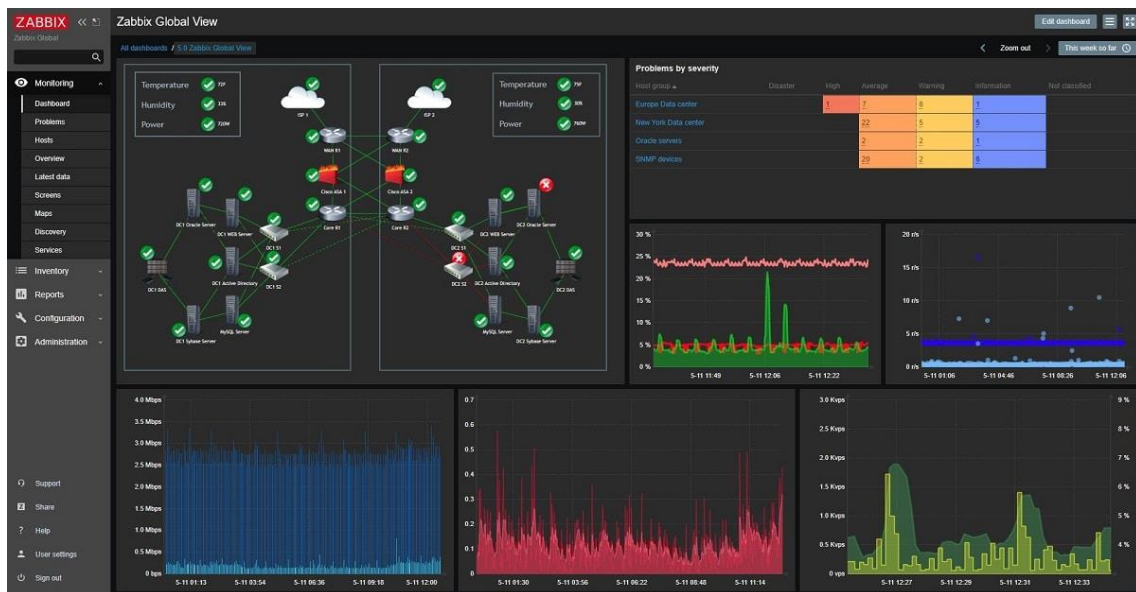 ZABBIX
Zabbix Global
Monitoring
Dashboard
Problems
Hosts
Overview
Latest data
Screens
Maps
Discovery
Services
Inventory
Reports
Configuration
Administration
Support
Share
Help
User settings
Sign out
Zabbix Global View
Edit dashboard
All dashboards / 5.0 Zabbix Global View
Zoom out
This week so far
Temperature 72F
Humidity 33%
Power 720W
ISP 1
ISP 2
Temperature 75F
Humidity 30%
Power 760W
WAN R1
WAN R2
Cisco ASA 1
Cisco ASA 2
Core R1
Core R2
DC1 Oracle Server
DC1 WEB Server
DC1 S1
DC1 DAS
DC1 Active Directory
DC1 S2
MySQL Server
DC1 Sybase Server
DC2 WEB Server
DC2 Oracle Server
DC2 S1
DC2 S2
DC2 Active Directory
DC2 DAS
MySQL Server
DC2 Sybase Server
Problems by severity
Host group Disaster High Average Warning Information Not classified
Europe Data center 1 7 8 1
New York Data center 22 5 5
Oracle servers 2 2 1
SNMP devices 20 2 6
30 %
25 %
20 %
15 %
10 %
5 %
0 %
5-11 11:49 5-11 12:06 5-11 12:22
20 r/s
15 r/s
10 r/s
5 r/s
0 r/s
5-11 01:06 5-11 04:46 5-11 08:26 5-11 12:06
4.0 Mbps
3.5 Mbps
3.0 Mbps
2.5 Mbps
2.0 Mbps
1.5 Mbps
1.0 Mbps
0.5 Mbps
0 bps
5-11 01:13 5-11 03:54 5-11 06:36 5-11 09:18 5-11 12:00
0.7
0.6
0.5
0.4
0.3
0.2
0.1
0
5-11 01:30 5-11 03:56 5-11 06:22 5-11 08:48 5-11 11:14
3.0 Kvps
2.5 Kvps
2.0 Kvps
1.5 Kvps
1.0 Kvps
0.5 Kvps
0 vps
9 %
8 %
7 %
6 %
5 %
4 %
5-11 12:27 5-11 12:29 5-11 12:31 5-11 12:33